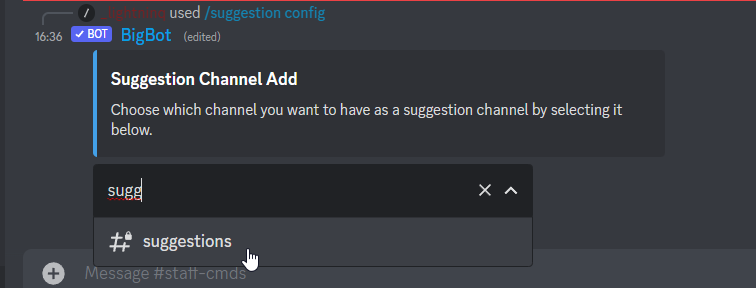 used /suggestion config
16:36 ✓ BOT BigBot (edited)
Suggestion Channel Add
Choose which channel you want to have as a suggestion channel by selecting it
below.
sugg
suggestions
Message #staff-cmds